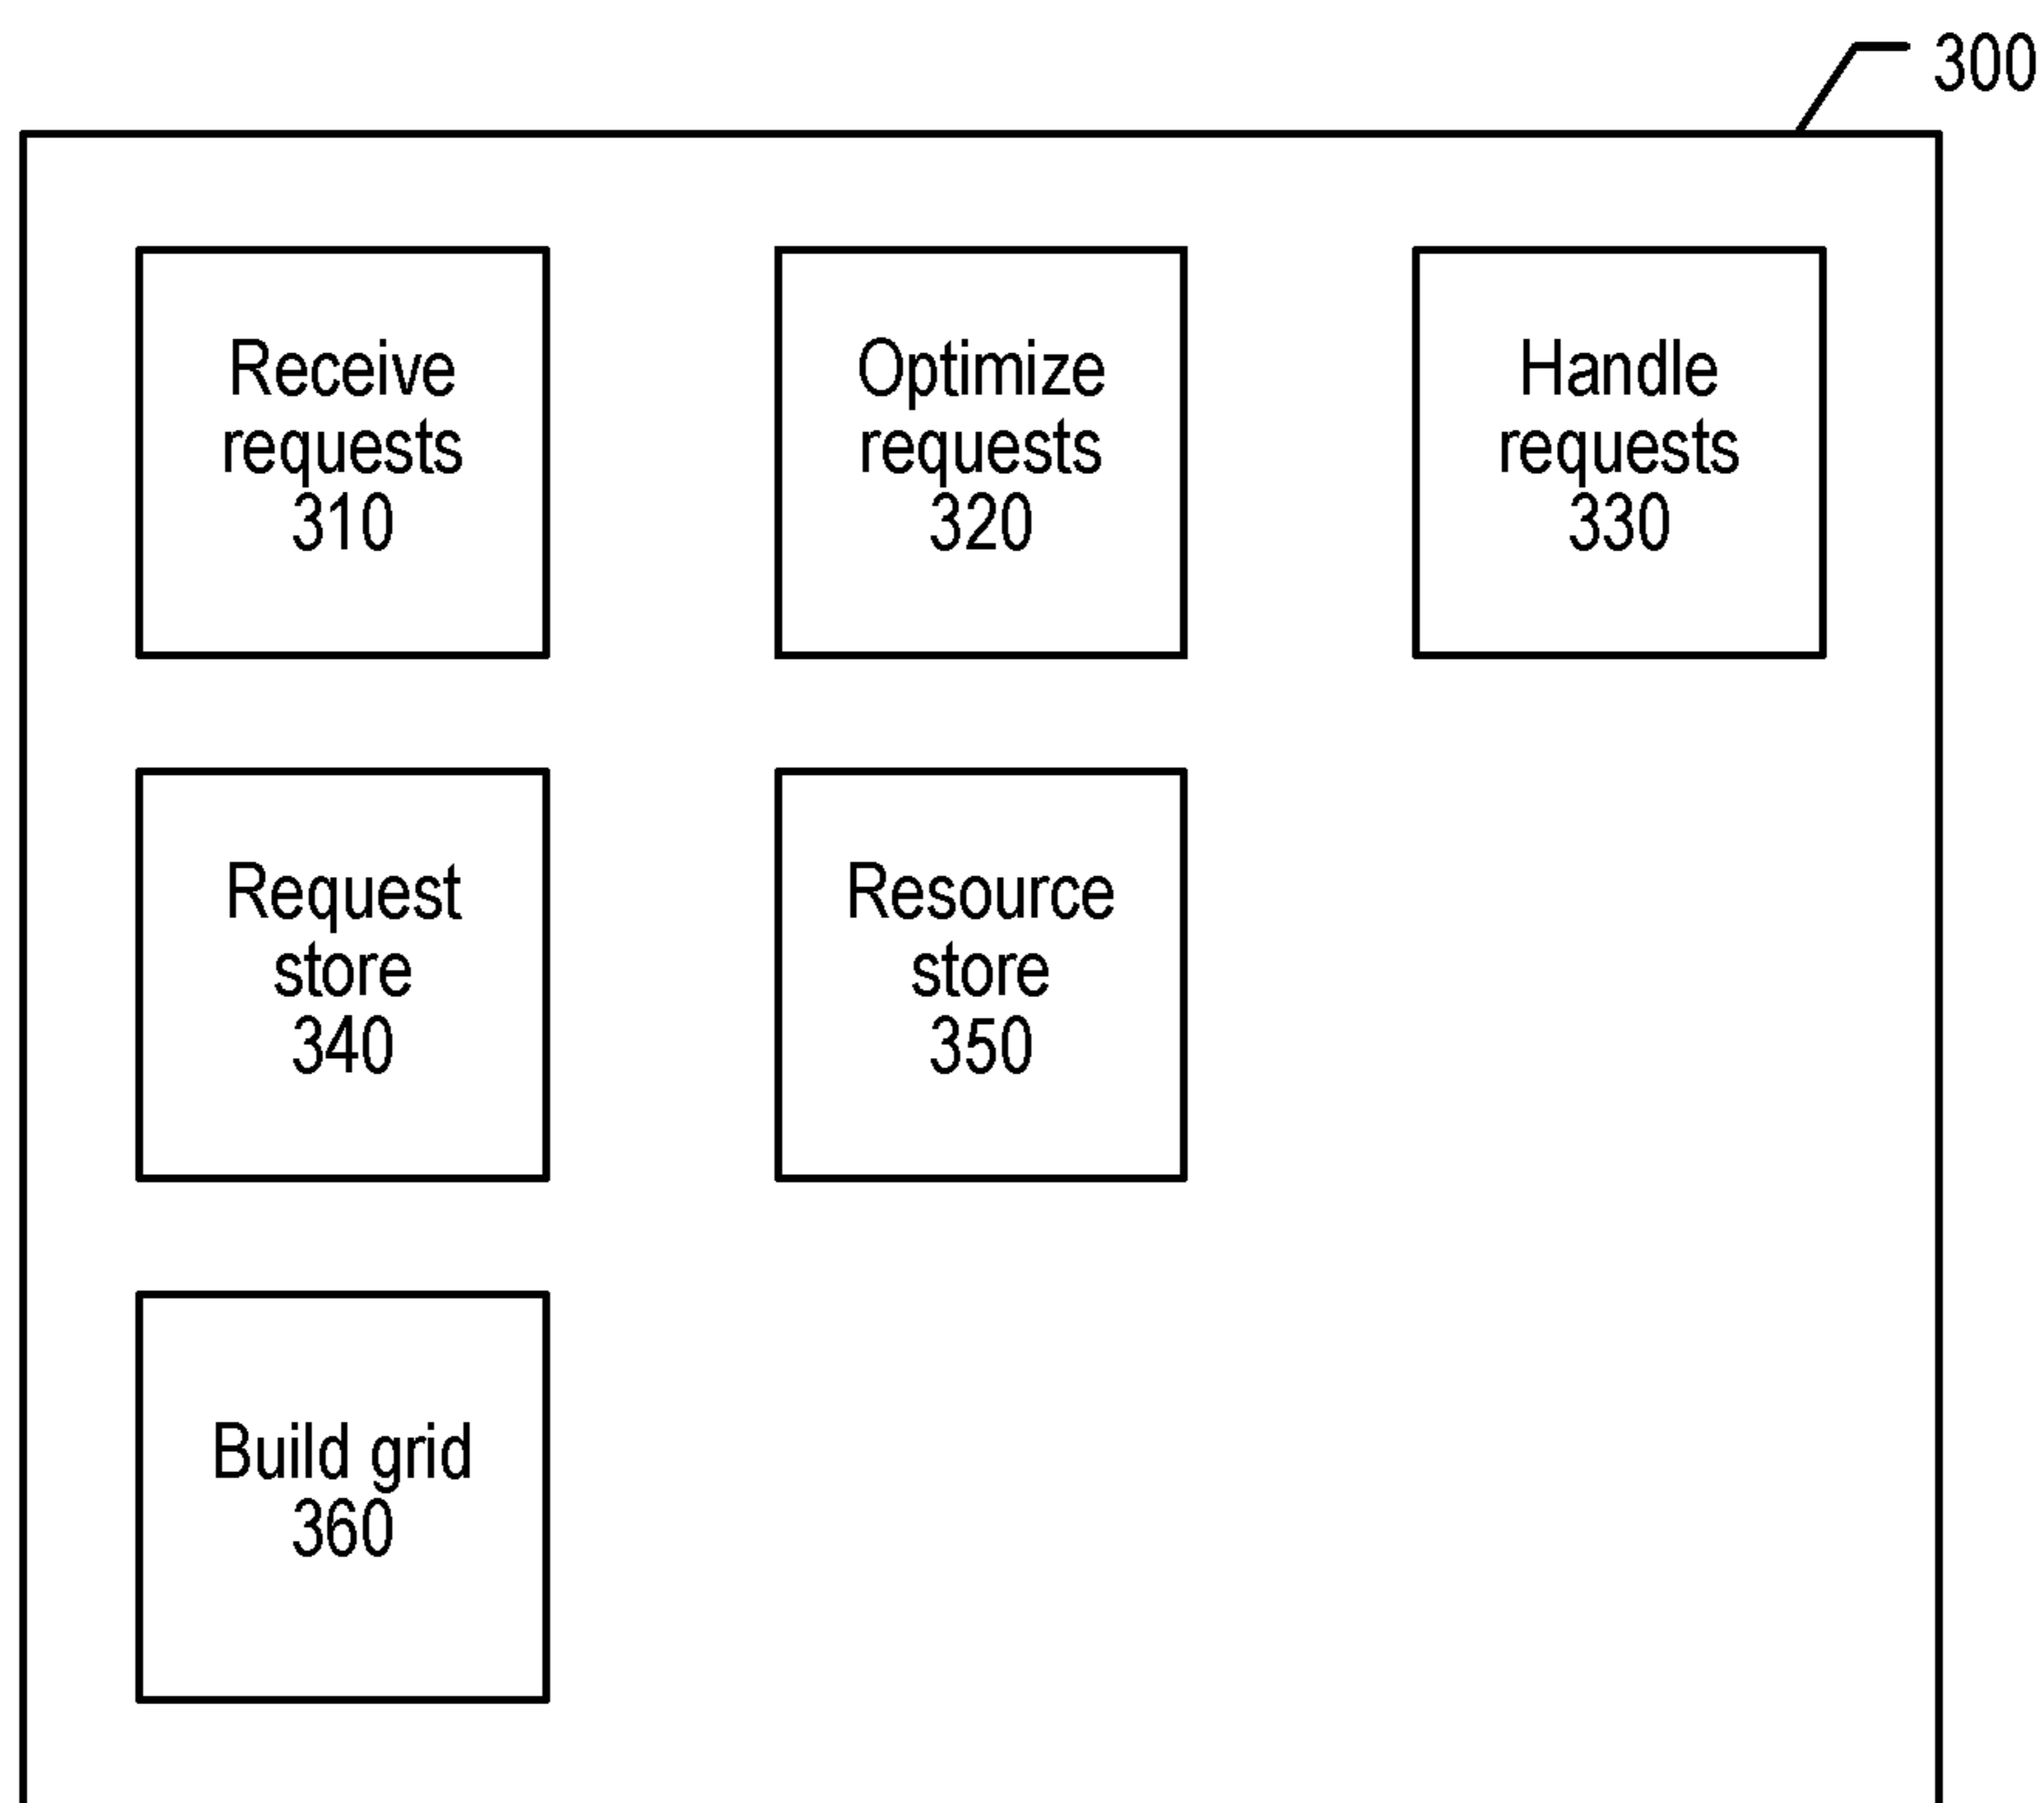 300
Receive
requests
310
Optimize
requests
320
Handle
requests
330
Request
store
340
Resource
store
350
Build grid
360